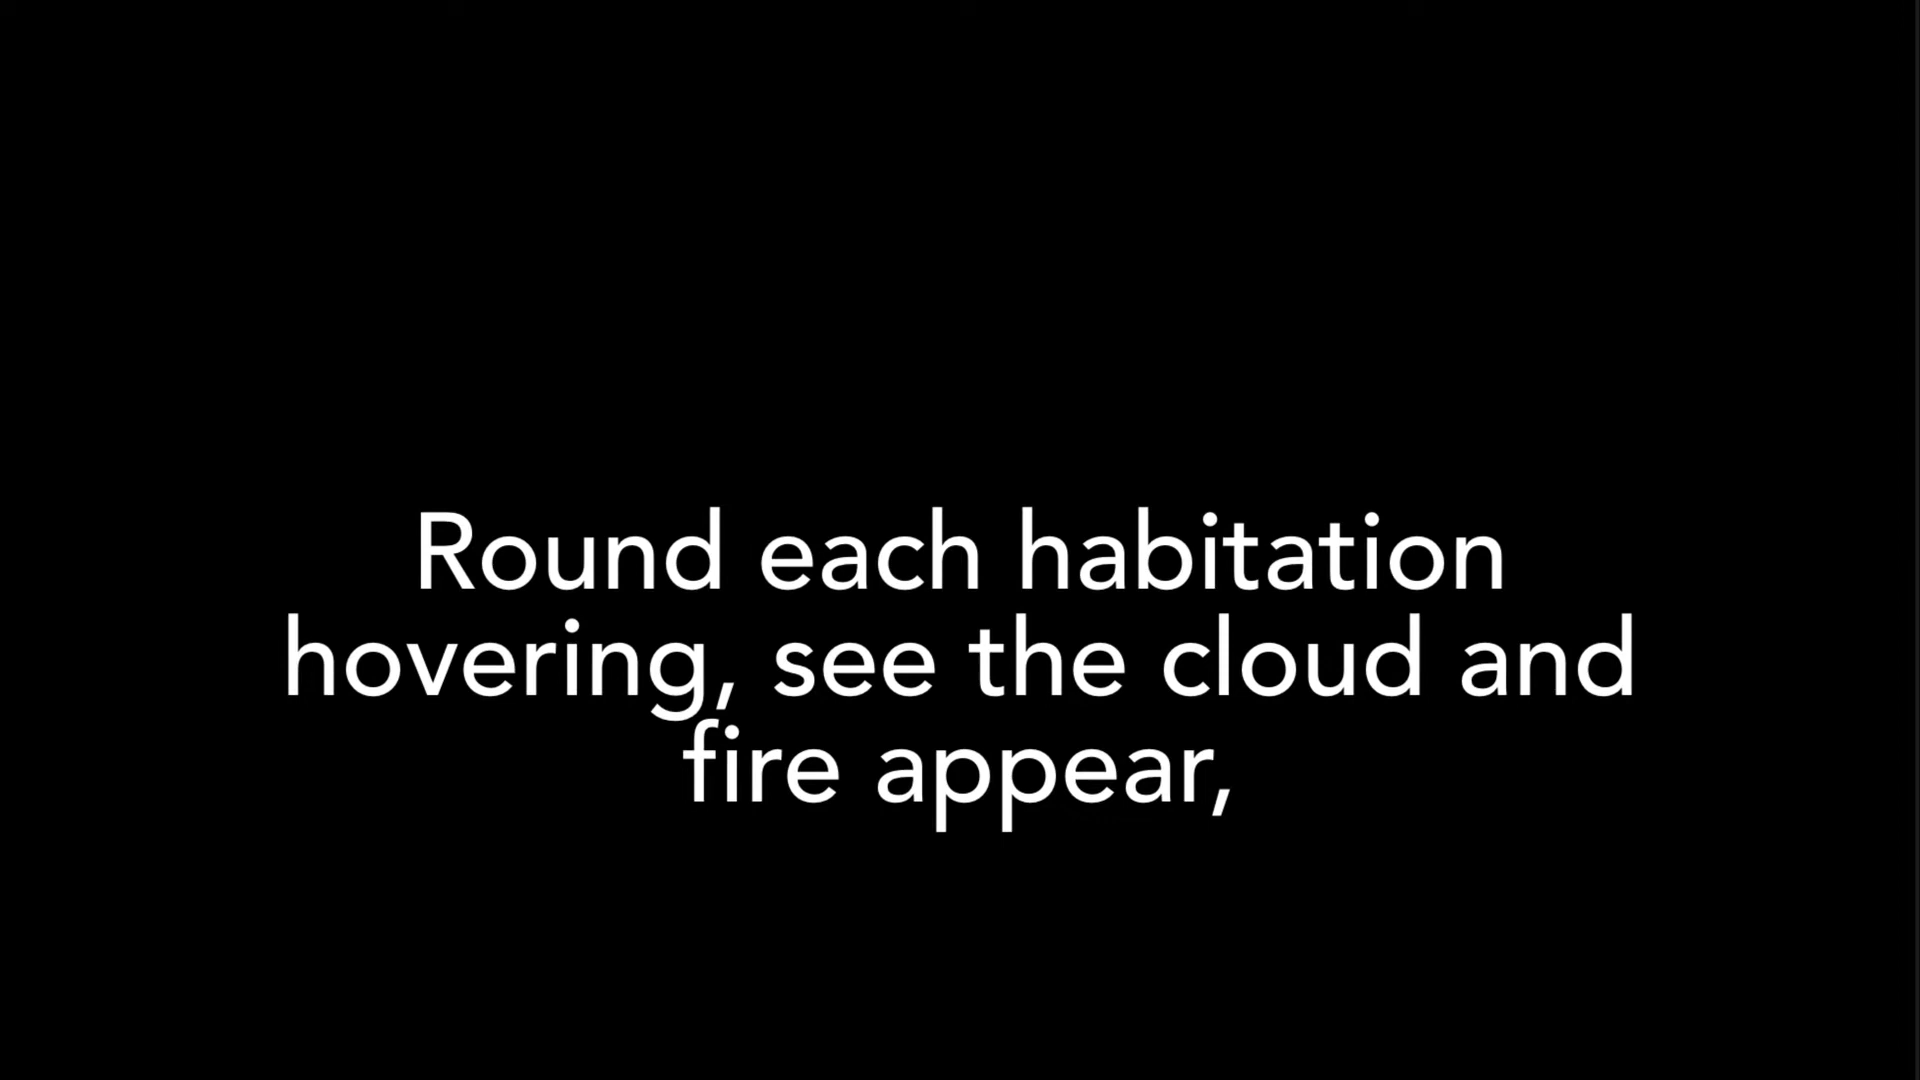 Round each habitation
hovering, see the cloud and
fire appear,